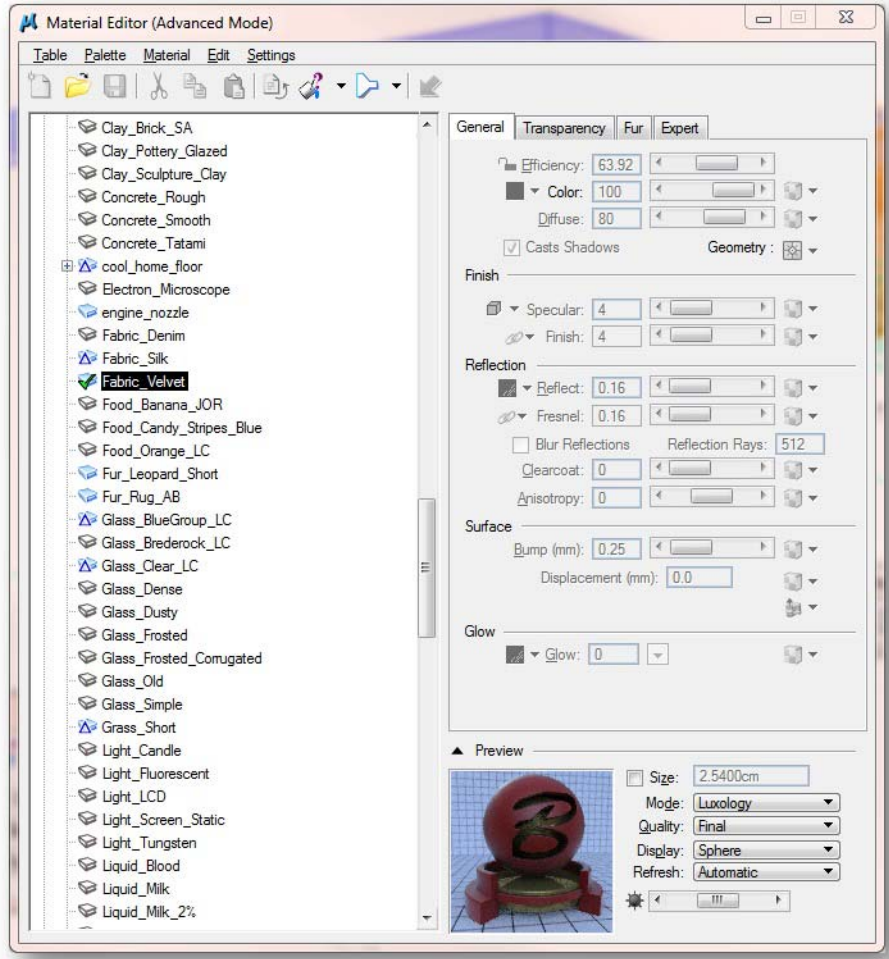 Material Editor (Advanced Mode)
Table Palette Material Edit Settings
Clay_Brick_SA
Clay_Pottery_Glazed
Clay_Sculpture_Clay
Concrete_Rough
Concrete_Smooth
Concrete_Tatami
cool_home_floor
Electron_Microscope
engine_nozzle
Fabric_Denim
Fabric_Silk
Fabric_Velvet
Food_Banana_JOR
Food_Candy_Stripes_Blue
Food_Orange_LC
Fur_Leopard_Short
Fur_Rug_AB
Glass_BlueGroup_LC
Glass_Brederock_LC
Glass_Clear_LC
Glass_Dense
Glass_Dusty
Glass_Frosted
Glass_Frosted_Corrugated
Glass_Old
Glass_Simple
Grass_Short
Light_Candle
Light_Fluorescent
Light_LCD
Light_Screen_Static
Light_Tungsten
Liquid_Blood
Liquid_Milk
Liquid_Milk_2%
General Transparency Fur Expert
Efficiency: 63.92
Color: 100
Diffuse: 80
Casts Shadows Geometry :
Finish
Specular: 4
Finish: 4
Reflection
Reflect: 0.16
Fresnel: 0.16
Blur Reflections Reflection Rays: 512
Clearcoat: 0
Anisotropy: 0
Surface
Bump (mm): 0.25
Displacement (mm): 0.0
Glow
Glow: 0
Preview
Size: 2.5400cm
Mode: Luxology
Quality: Final
Display: Sphere
Refresh: Automatic
B